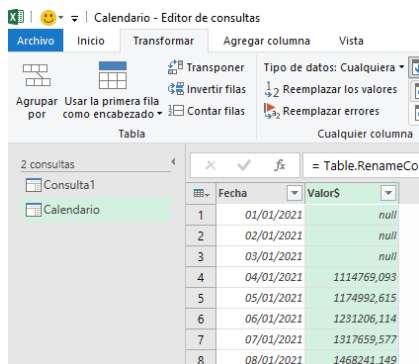 Calendario - Editor de consultas
Archivo Inicio Transformar Agregar columna Vista
Agrupar por
Usar la primera fila como encabezado
Transponer
Invertir filas
Contar filas
Tabla
Tipo de datos: Cualquiera
Reemplazar los valores
Reemplazar errores
Cualquier columna
2 consultas
Consulta1
Calendario
fx = Table.RenameCo
Fecha Valor$
1 01/01/2021 null
2 02/01/2021 null
3 03/01/2021 null
4 04/01/2021 1114769,093
5 05/01/2021 1174992,615
6 06/01/2021 1231206,114
7 07/01/2021 1317659,577
8 08/01/2021 1468241,149